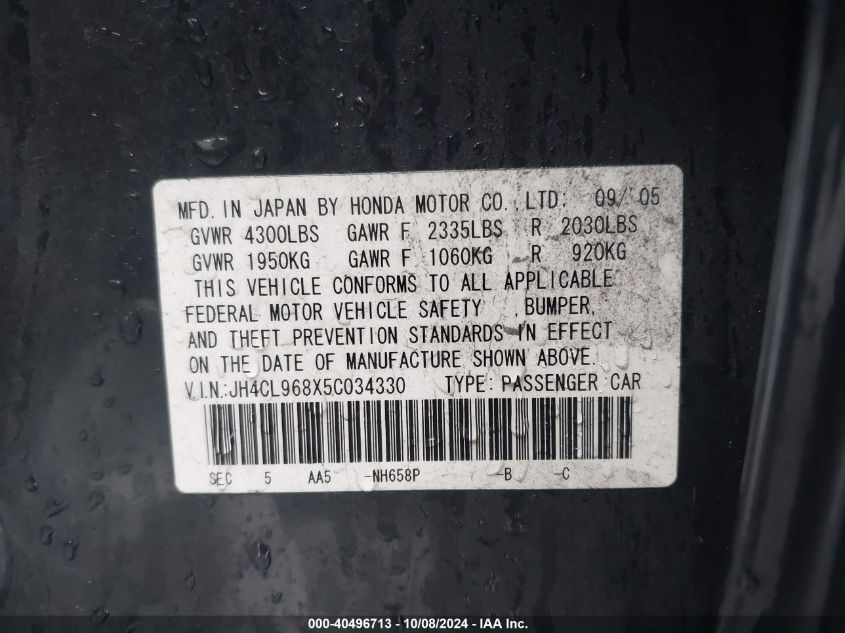 MFD. IN JAPAN BY HONDA MOTOR CO., LTD: 09/ 05
GVWR 4300LBS GAWR F 2335LBS R 2030LBS
GVWR 1950KG GAWR F 1060KG R 920KG
THIS VEHICLE CONFORMS TO ALL APPLICABLE
FEDERAL MOTOR VEHICLE SAFETY , BUMPER,
AND THEFT PREVENTION STANDARDS IN EFFECT
ON THE DATE OF MANUFACTURE SHOWN ABOVE.
V.I.N.:JH4CL968X5C034330 TYPE: PASSENGER CAR
SEC 5 AA5 -NH658P -B -C
000-40496713 - 10/08/2024 - IAA Inc.